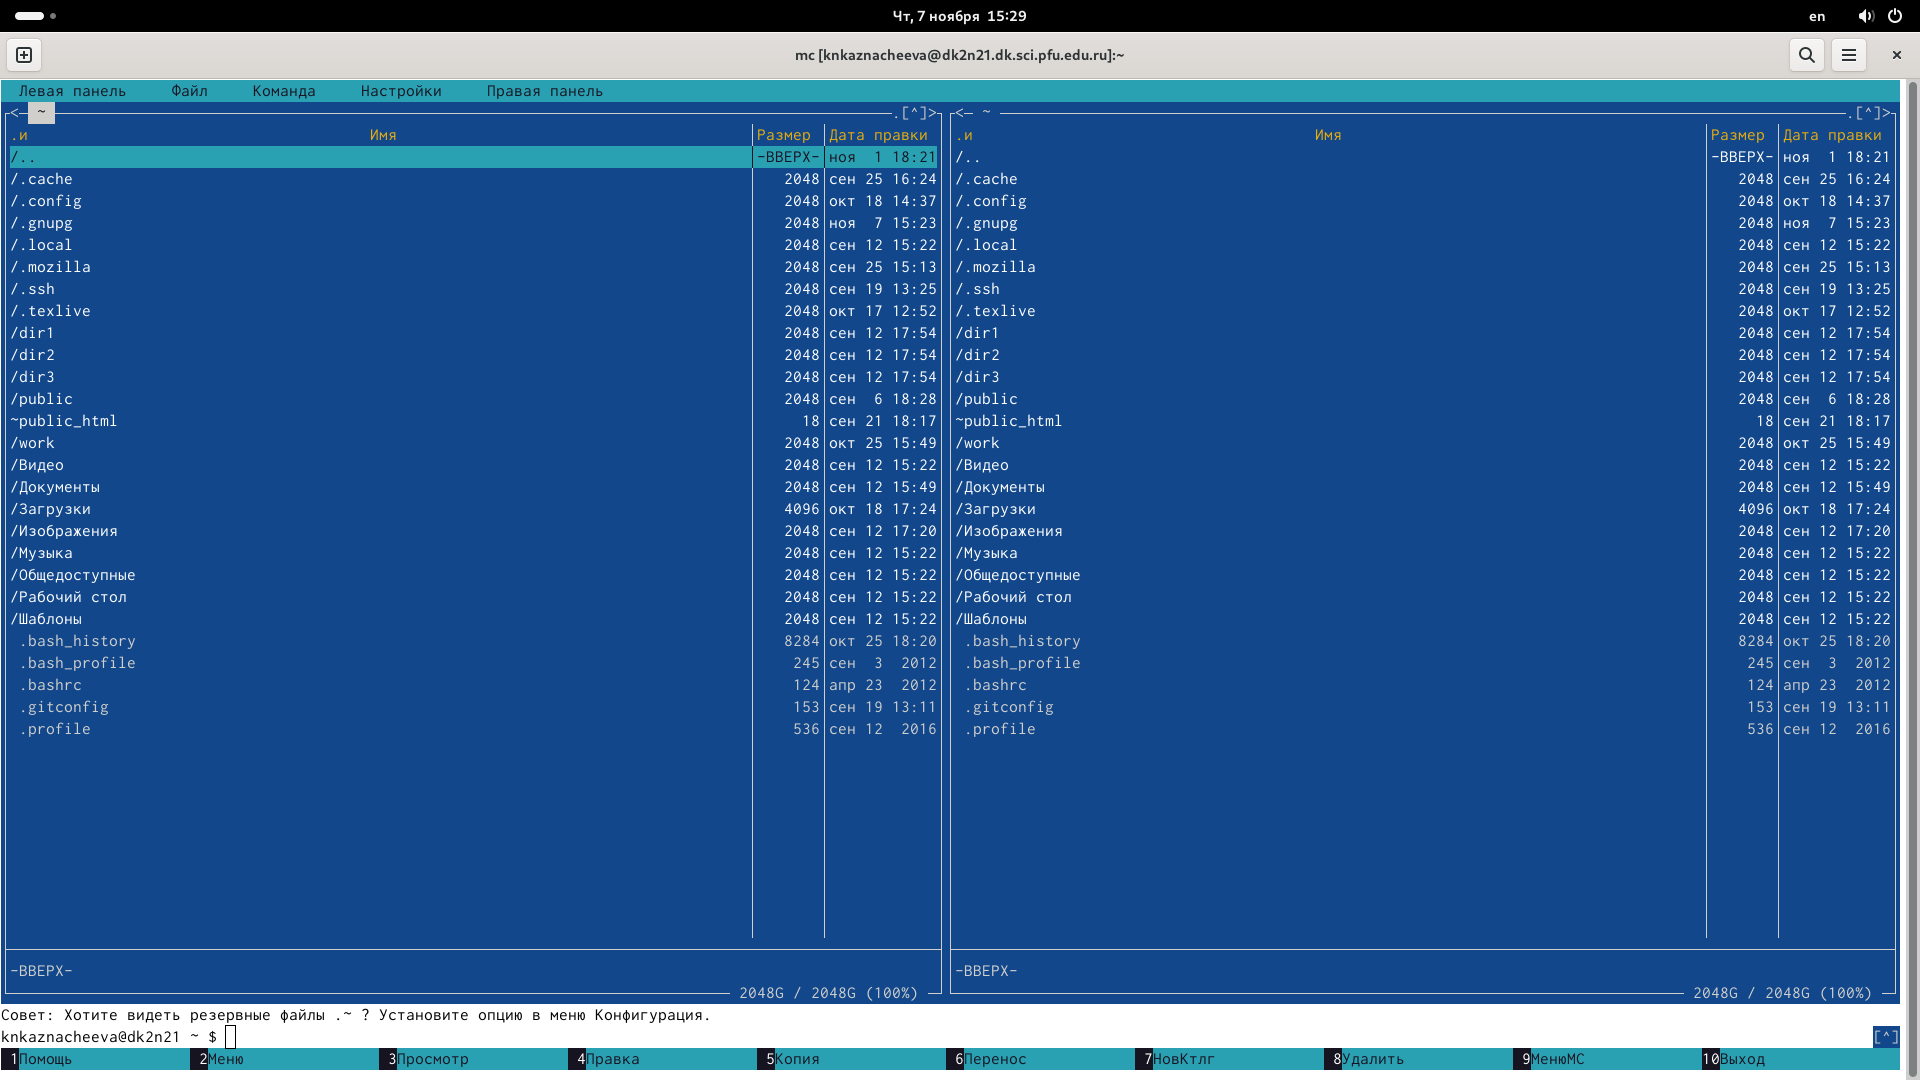 Чт, 7 ноября  15:29
en
mc [knkaznacheeva@dk2n21.dk.sci.pfu.edu.ru]:~
Левая панель     Файл     Команда     Настройки     Правая панель
<- ~ .[^]> <- ~ .[^]>
.и Имя Размер Дата правки .и Имя Размер Дата правки
/.. -ВВЕРХ- ноя  1 18:21 /.. -ВВЕРХ- ноя  1 18:21
/.cache 2048 сен 25 16:24 /.cache 2048 сен 25 16:24
/.config 2048 окт 18 14:37 /.config 2048 окт 18 14:37
/.gnupg 2048 ноя  7 15:23 /.gnupg 2048 ноя  7 15:23
/.local 2048 сен 12 15:22 /.local 2048 сен 12 15:22
/.mozilla 2048 сен 25 15:13 /.mozilla 2048 сен 25 15:13
/.ssh 2048 сен 19 13:25 /.ssh 2048 сен 19 13:25
/.texlive 2048 окт 17 12:52 /.texlive 2048 окт 17 12:52
/dir1 2048 сен 12 17:54 /dir1 2048 сен 12 17:54
/dir2 2048 сен 12 17:54 /dir2 2048 сен 12 17:54
/dir3 2048 сен 12 17:54 /dir3 2048 сен 12 17:54
/public 2048 сен  6 18:28 /public 2048 сен  6 18:28
~public_html 18 сен 21 18:17 ~public_html 18 сен 21 18:17
/work 2048 окт 25 15:49 /work 2048 окт 25 15:49
/Видео 2048 сен 12 15:22 /Видео 2048 сен 12 15:22
/Документы 2048 сен 12 15:49 /Документы 2048 сен 12 15:49
/Загрузки 4096 окт 18 17:24 /Загрузки 4096 окт 18 17:24
/Изображения 2048 сен 12 17:20 /Изображения 2048 сен 12 17:20
/Музыка 2048 сен 12 15:22 /Музыка 2048 сен 12 15:22
/Общедоступные 2048 сен 12 15:22 /Общедоступные 2048 сен 12 15:22
/Рабочий стол 2048 сен 12 15:22 /Рабочий стол 2048 сен 12 15:22
/Шаблоны 2048 сен 12 15:22 /Шаблоны 2048 сен 12 15:22
.bash_history 8284 окт 25 18:20 .bash_history 8284 окт 25 18:20
.bash_profile 245 сен  3  2012 .bash_profile 245 сен  3  2012
.bashrc 124 апр 23  2012 .bashrc 124 апр 23  2012
.gitconfig 153 сен 19 13:11 .gitconfig 153 сен 19 13:11
.profile 536 сен 12  2016 .profile 536 сен 12  2016
-ВВЕРХ- -ВВЕРХ-
2048G / 2048G (100%) 2048G / 2048G (100%)
Совет: Хотите видеть резервные файлы .~ ? Установите опцию в меню Конфигурация.
knkaznacheeva@dk2n21 ~ $ [^]
1Помощь 2Меню 3Просмотр 4Правка 5Копия 6Перенос 7НовКтлг 8Удалить 9МенюМС 10Выход